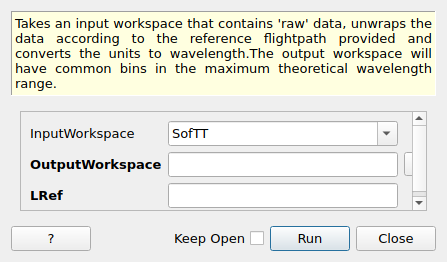 Takes an input workspace that contains 'raw' data, unwraps the
data according to the reference flightpath provided and
converts the units to wavelength.The output workspace will
have common bins in the maximum theoretical wavelength
range.
InputWorkspace SofTT
OutputWorkspace
LRef
? Keep Open Run Close